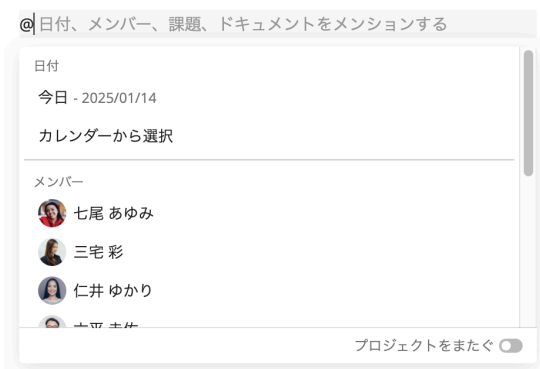 @日付、メンバー、課題、ドキュメントをメンションする
日付
今日 - 2025/01/14
カレンダーから選択
メンバー
七尾 あゆみ
三宅 彩
仁井 ゆかり
プロジェクトをまたぐ